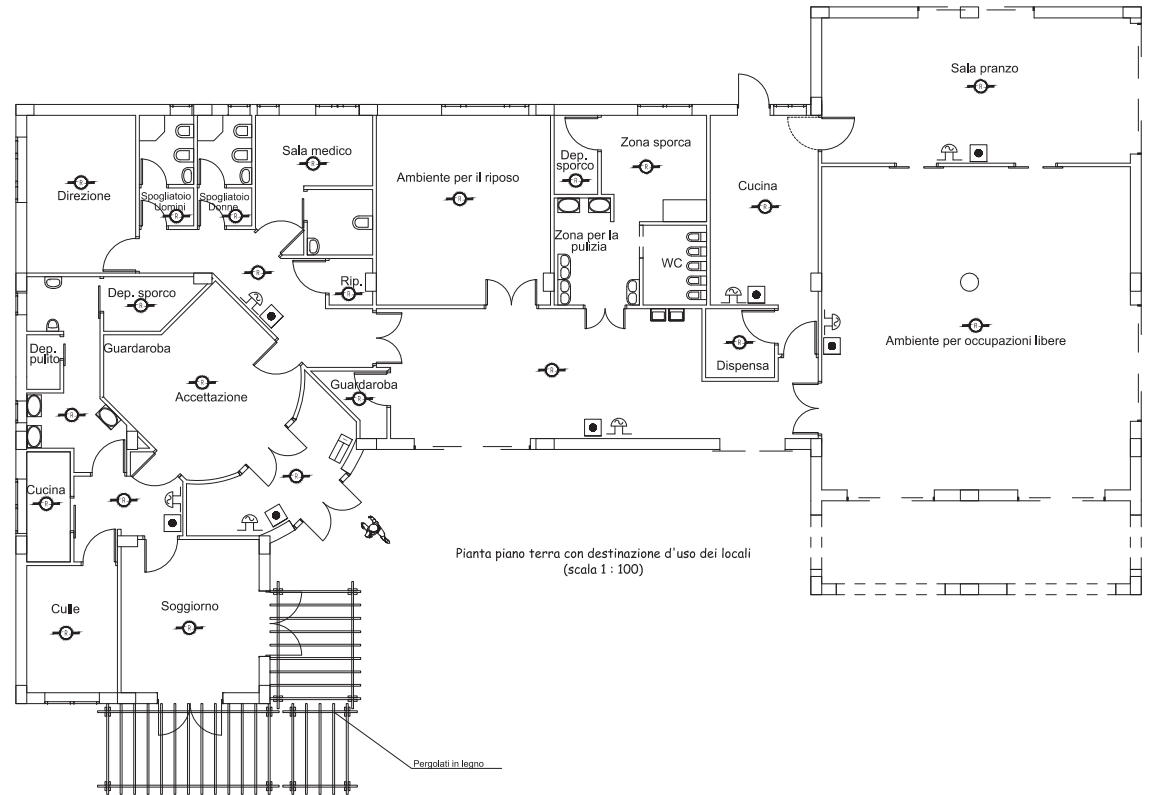 Sala pranzo
Direzione
Spogliatoio
Uomini
Spogliatoio
Donne
Sala medico
Ambiente per il riposo
Dep.
sporco
Zona sporca
Cucina
Zona per la
pulizia
WC
Rip.
Dep. sporco
Dep.
pulito
Guardaroba
Accettazione
Guardaroba
Dispensa
Ambiente per occupazioni libere
Cucina
Culle
Soggiorno
Pianta piano terra con destinazione d'uso dei locali
(scala 1 : 100)
Pergolati in legno